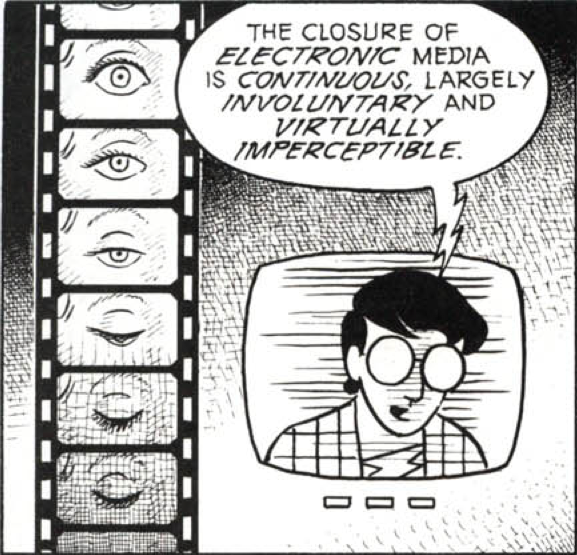 THE CLOSURE OF
ELECTRONIC MEDIA
IS CONTINUOUS, LARGELY
INVOLUNTARY AND
VIRTUALLY
IMPERCEPTIBLE.